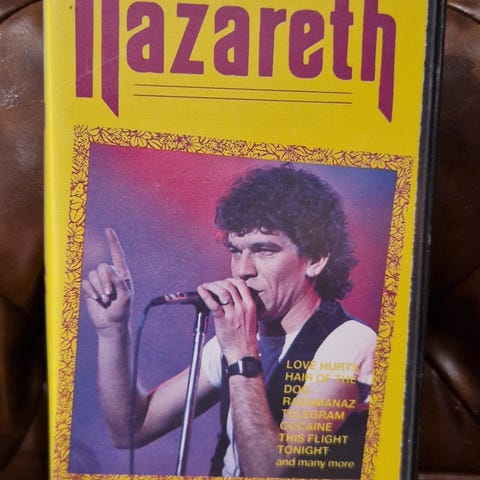 Nazareth
LOVE HURTS
HAIR OF THE
DOG
RAZAMANAZ
TELEGRAM
COCAINE
THIS FLIGHT
TONIGHT
and many more